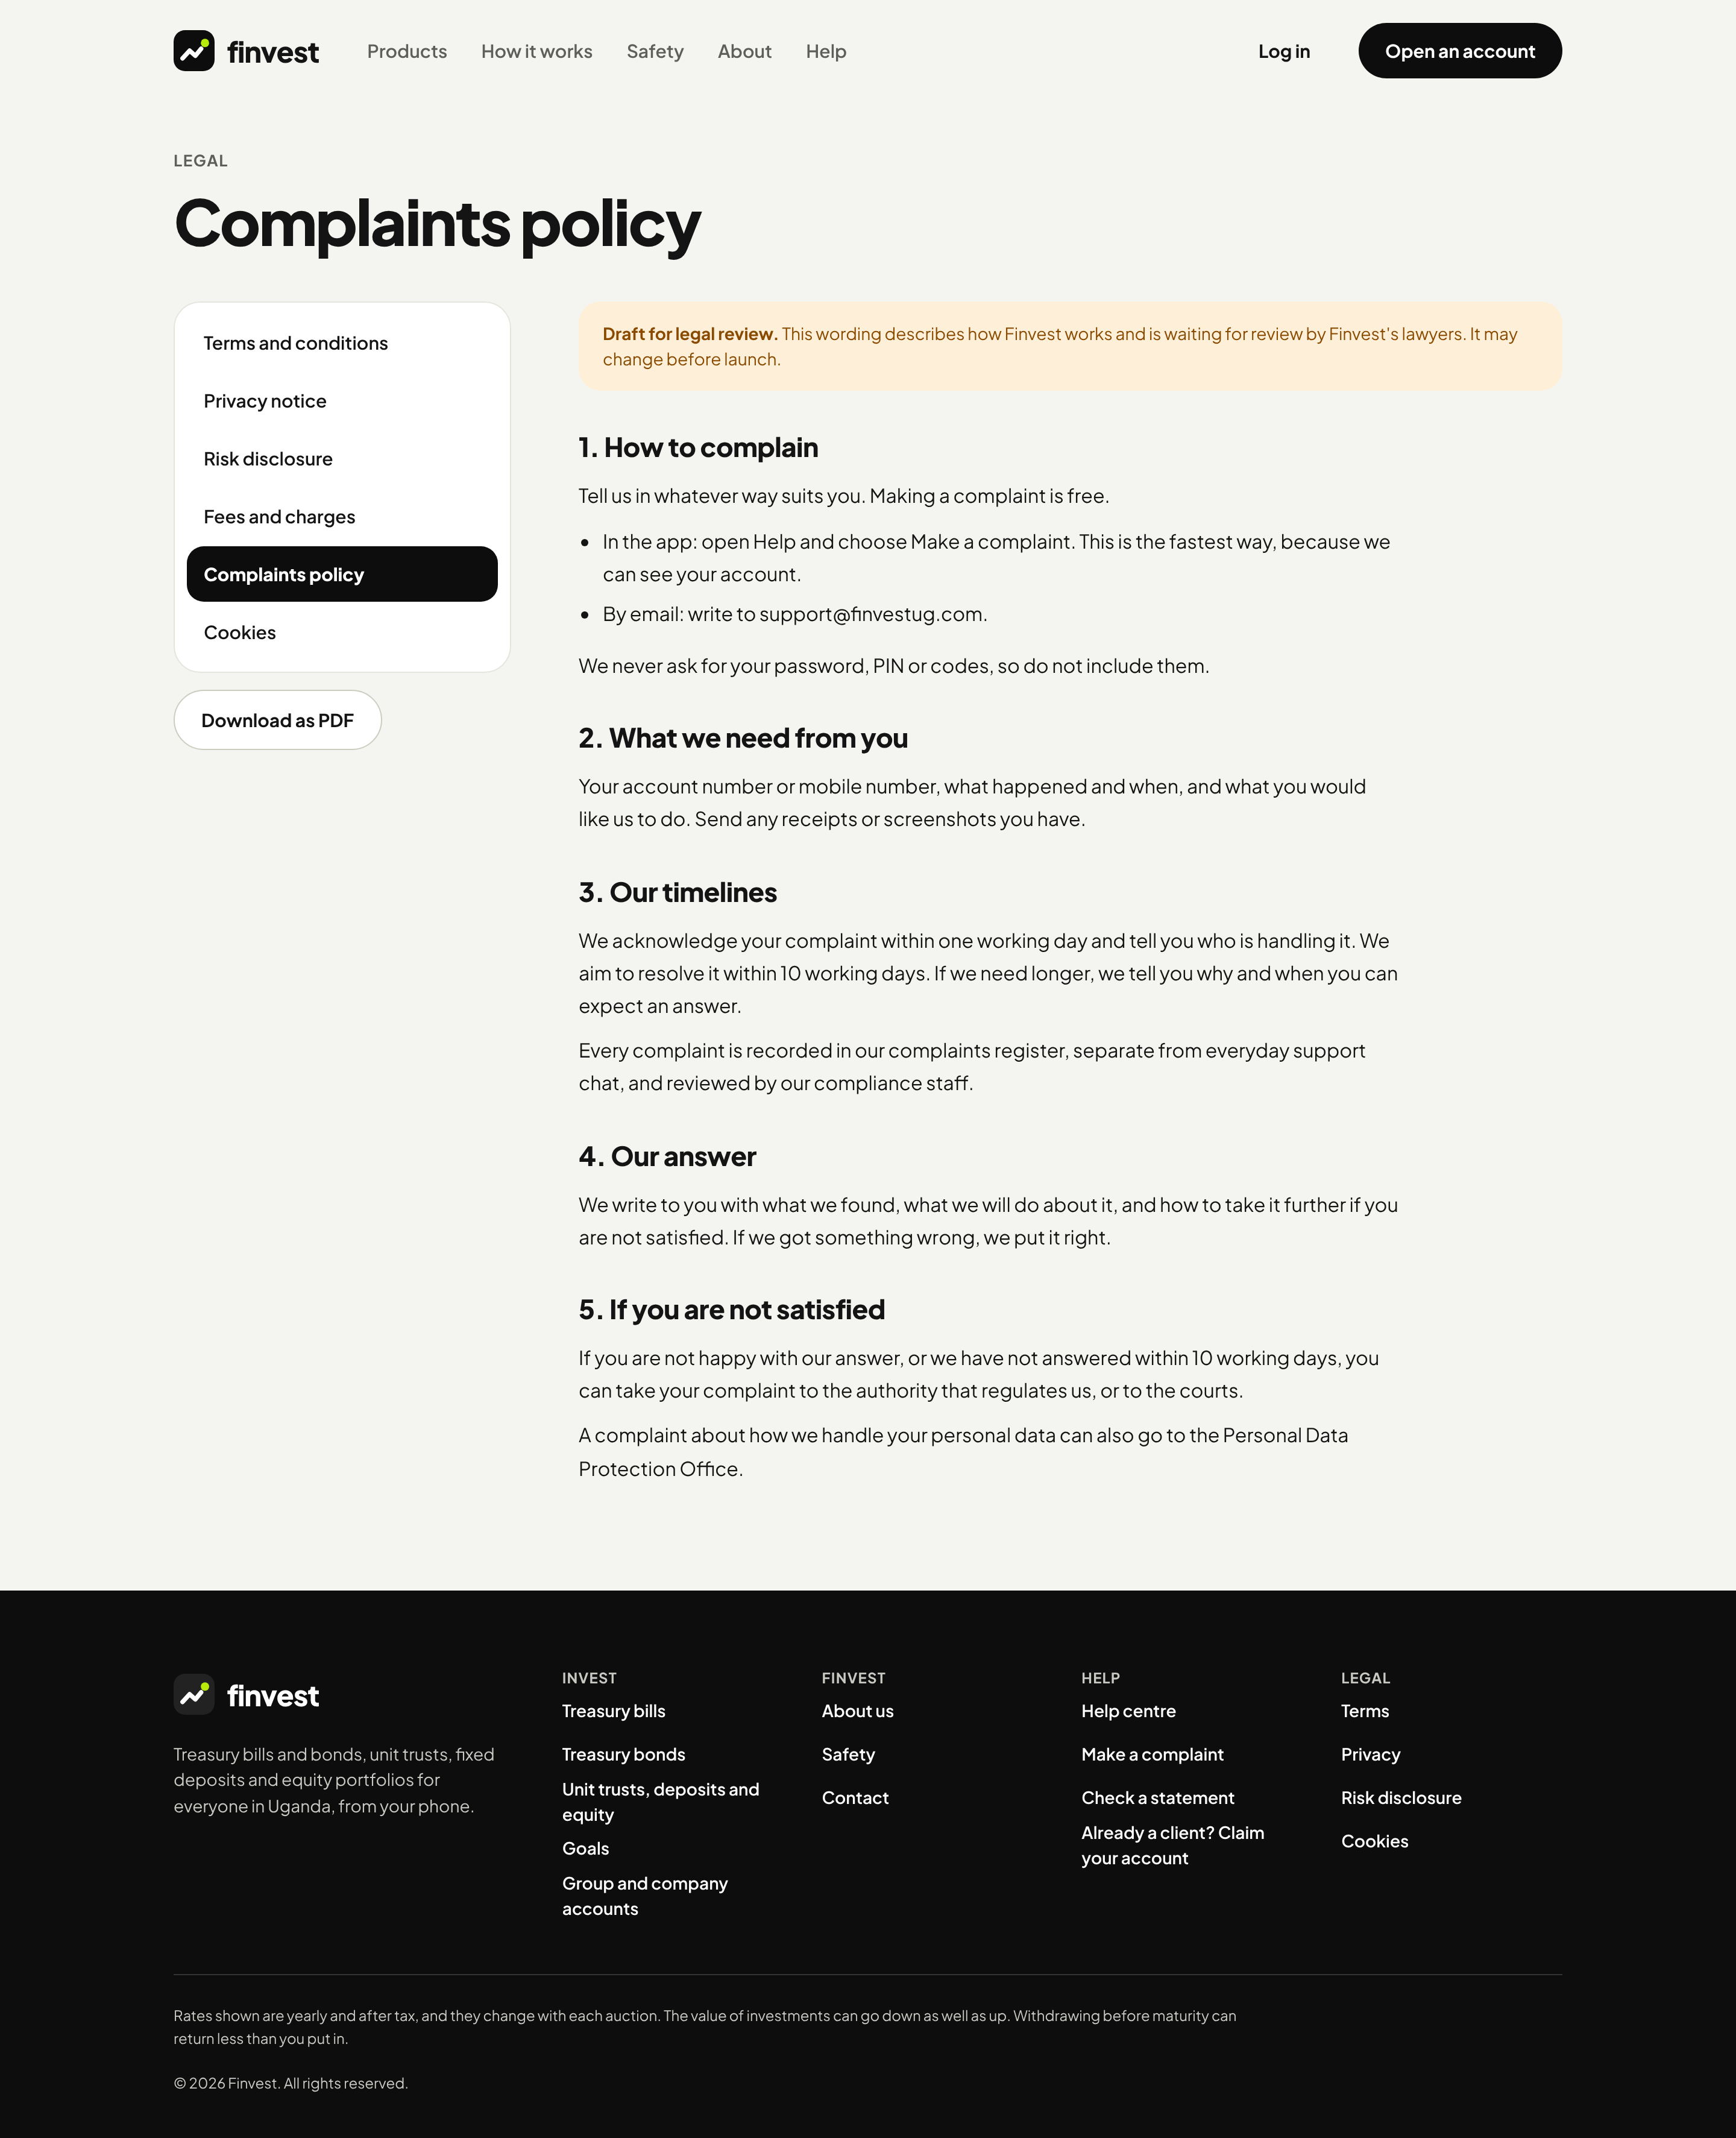 finvest
Products
How it works
Safety
About
Help
Log in
Open an account
LEGAL
Complaints policy
Terms and conditions
Privacy notice
Risk disclosure
Fees and charges
Complaints policy
Cookies
Download as PDF
Draft for legal review. This wording describes how Finvest works and is waiting for review by Finvest's lawyers. It may
change before launch.
1. How to complain
Tell us in whatever way suits you. Making a complaint is free.
• In the app: open Help and choose Make a complaint. This is the fastest way, because we
can see your account.
• By email: write to support@finvestug.com.
We never ask for your password, PIN or codes, so do not include them.
2. What we need from you
Your account number or mobile number, what happened and when, and what you would
like us to do. Send any receipts or screenshots you have.
3. Our timelines
We acknowledge your complaint within one working day and tell you who is handling it. We
aim to resolve it within 10 working days. If we need longer, we tell you why and when you can
expect an answer.
Every complaint is recorded in our complaints register, separate from everyday support
chat, and reviewed by our compliance staff.
4. Our answer
We write to you with what we found, what we will do about it, and how to take it further if you
are not satisfied. If we got something wrong, we put it right.
5. If you are not satisfied
If you are not happy with our answer, or we have not answered within 10 working days, you
can take your complaint to the authority that regulates us, or to the courts.
A complaint about how we handle your personal data can also go to the Personal Data
Protection Office.
finvest
Treasury bills and bonds, unit trusts, fixed
deposits and equity portfolios for
everyone in Uganda, from your phone.
INVEST
Treasury bills
Treasury bonds
Unit trusts, deposits and
equity
Goals
Group and company
accounts
FINVEST
About us
Safety
Contact
HELP
Help centre
Make a complaint
Check a statement
Already a client? Claim
your account
LEGAL
Terms
Privacy
Risk disclosure
Cookies
Rates shown are yearly and after tax, and they change with each auction. The value of investments can go down as well as up. Withdrawing before maturity can
return less than you put in.
© 2026 Finvest. All rights reserved.